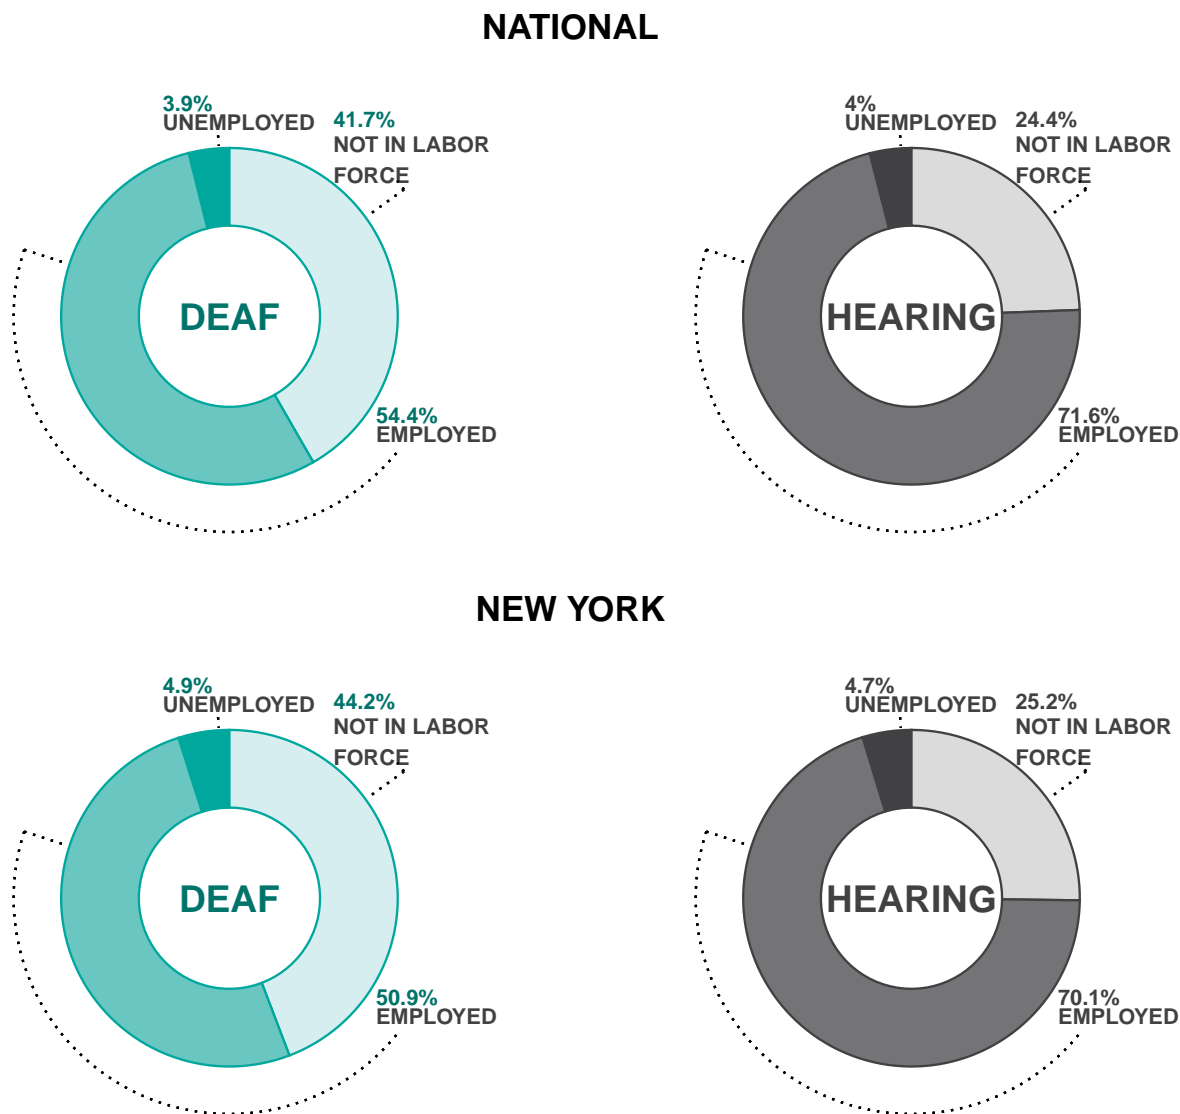 NATIONAL
3.9%
UNEMPLOYED
41.7%
NOT IN LABOR
FORCE
DEAF
54.4%
EMPLOYED
4%
UNEMPLOYED
24.4%
NOT IN LABOR
FORCE
HEARING
71.6%
EMPLOYED
NEW YORK
4.9%
UNEMPLOYED
44.2%
NOT IN LABOR
FORCE
DEAF
50.9%
EMPLOYED
4.7%
UNEMPLOYED
25.2%
NOT IN LABOR
FORCE
HEARING
70.1%
EMPLOYED